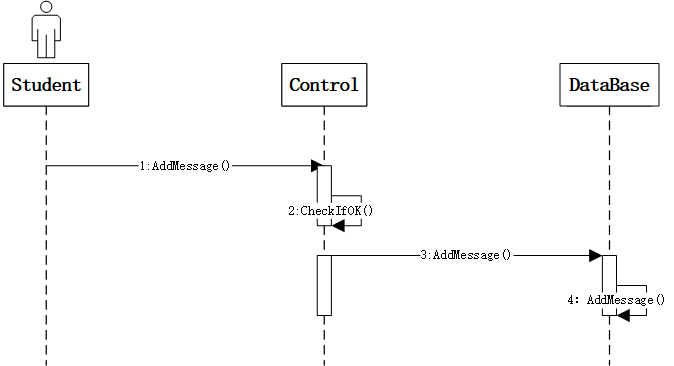 Student
Control
DataBase
1:AddMessage()
2:CheckIfOK()
3:AddMessage()
4: AddMessage()